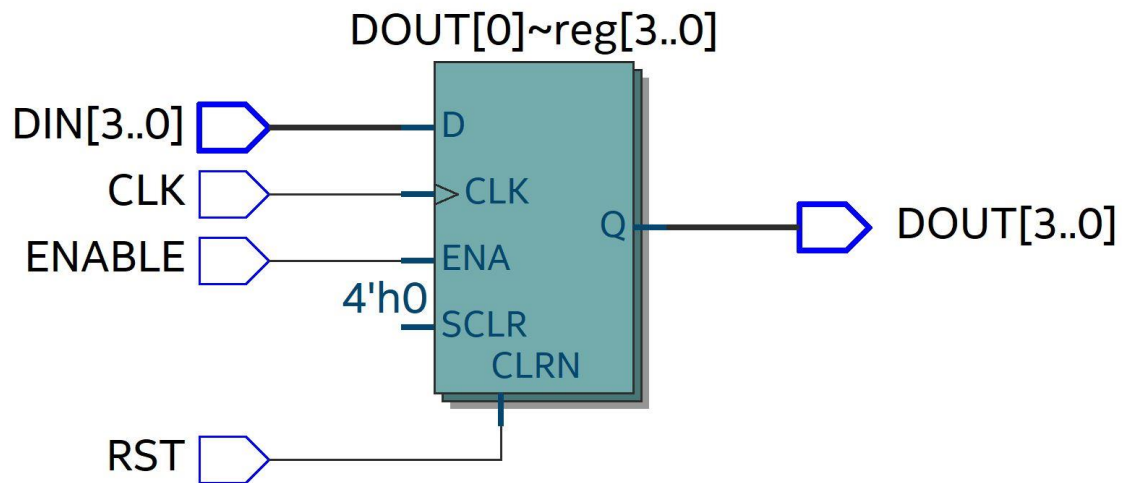 DOUT[0]~reg[3..0]
DIN[3..0]
D
CLK
CLK
Q
DOUT[3..0]
ENABLE
ENA
4'h0
SCLR
CLRN
RST